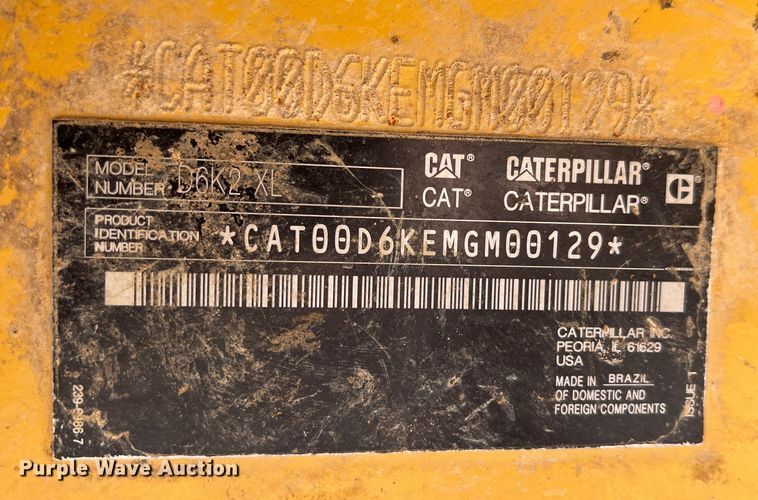 *CAT00D6KEMGM00129*
MODEL NUMBER D6K2 XL
CAT® CATERPILLAR®
CAT® CATERPILLAR®
C
PRODUCT IDENTIFICATION NUMBER *CAT00D6KEMGM00129*
CATERPILLAR INC.
PEORIA, IL 61629
USA
MADE IN BRAZIL
OF DOMESTIC AND
FOREIGN COMPONENTS
ISSUE 1
Purple Wave Auction